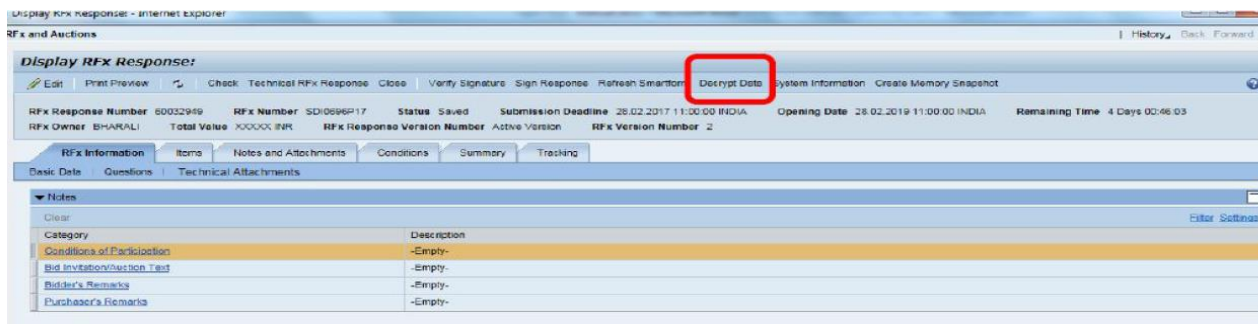 Display RFx Response: - Internet Explorer
RFx and Auctions | History Back Forward
Display RFx Response:
Edit Print Preview Check Technical RFx Response Close Verify Signature Sign Response Refresh Smartform Decrypt Data System Information Create Memory Snapshot
RFx Response Number 60032949 RFx Number SDI0696P17 Status Saved Submission Deadline 28.02.2017 11:00:00 INDIA Opening Date 28.02.2019 11:00:00 INDIA Remaining Time 4 Days 00:46:03
RFx Owner BHARALI Total Value XXXXX INR RFx Response Version Number Active Version RFx Version Number 2
RFx Information Items Notes and Attachments Conditions Summary Tracking
Basic Data Questions Technical Attachments
Notes
Clear Filter Settings
Category Description
Conditions of Participation -Empty-
Bid Invitation/Auction Text -Empty-
Bidder's Remarks -Empty-
Purchaser's Remarks -Empty-